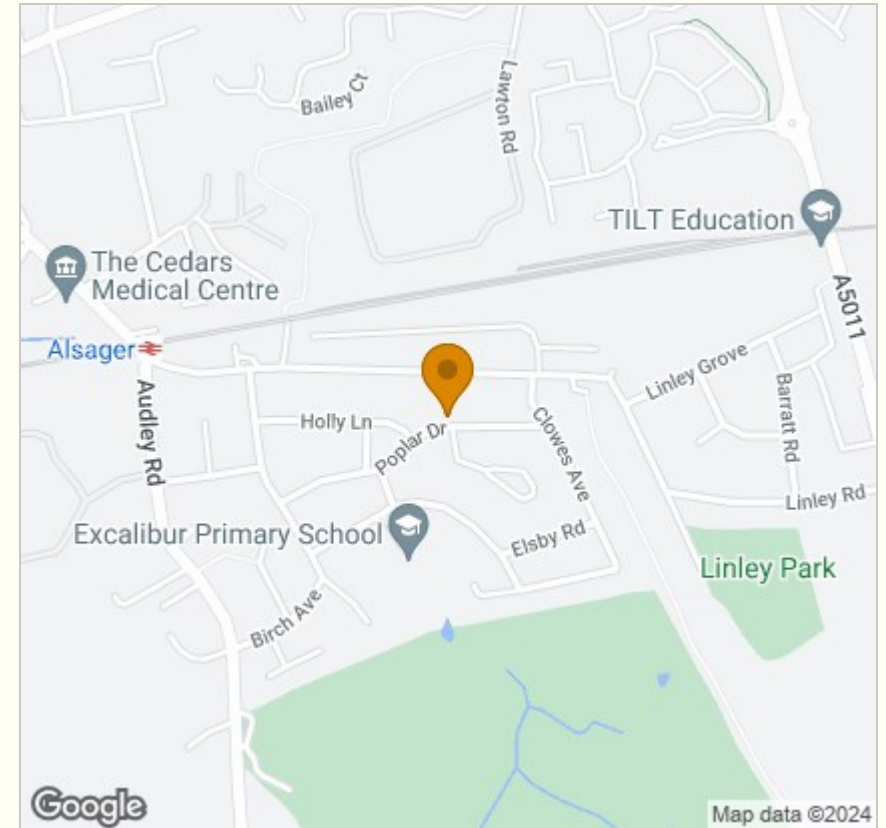 Bailey Ct
Lawton Rd
TILT Education
The Cedars
Medical Centre
A5011
Alsager
Linley Grove
Audley Rd
Holly Ln
Poplar Dr
Clowes Ave
Barratt Rd
Linley Rd
Excalibur Primary School
Elsby Rd
Linley Park
Birch Ave
Google
Map data ©2024